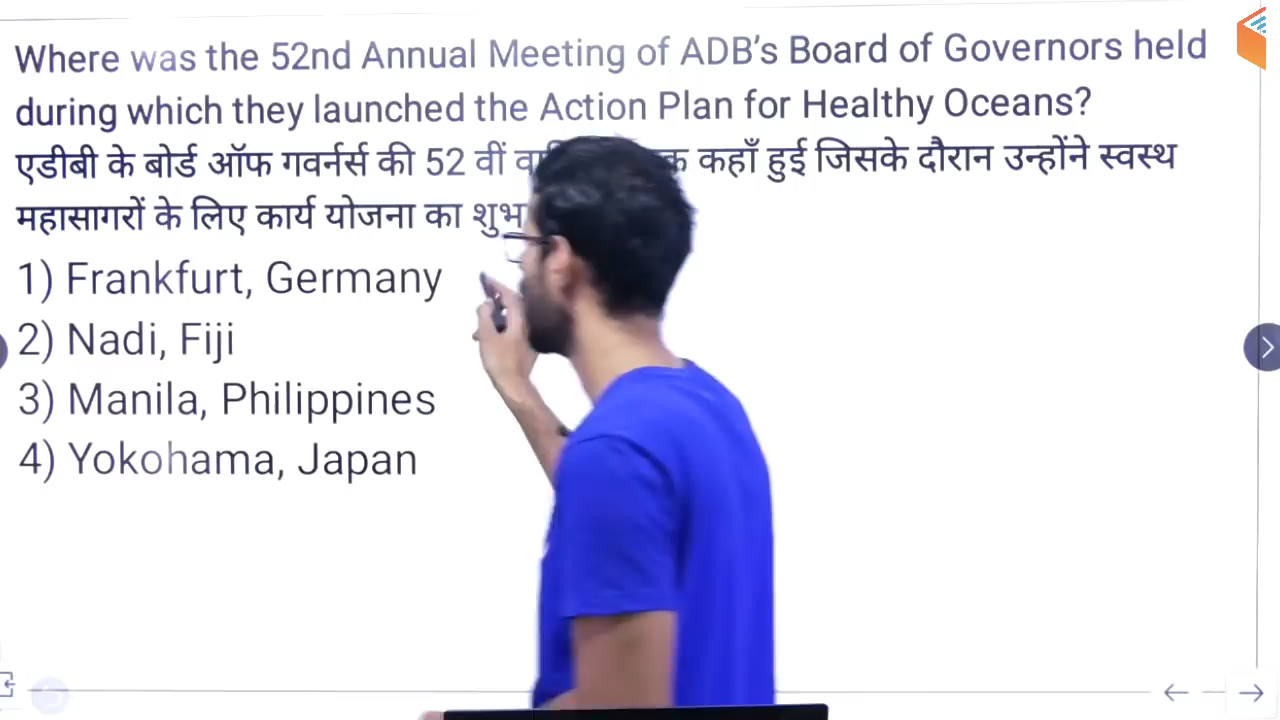 Where was the 52nd Annual Meeting of ADB's Board of Governors held
during which they launched the Action Plan for Healthy Oceans?
एडीबी के बोर्ड ऑफ गवर्नर्स की 52 वीं कहाँ हुई जिसके दौरान उन्होंने स्वस्थ
महासागरों के लिए कार्य योजना का
1) Frankfurt, Germany
2) Nadi, Fiji
3) Manila, Philippines
4) Yokohama, Japan